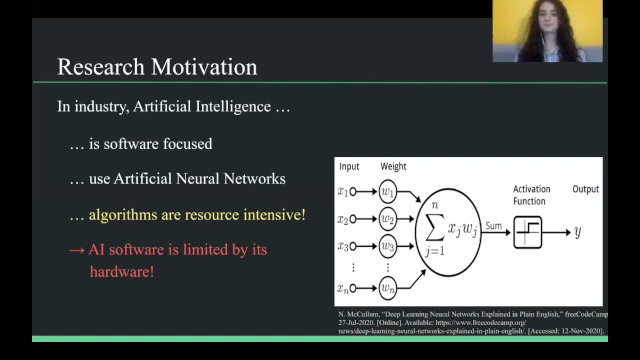 Research Motivation
In industry, Artificial Intelligence …
… is software focused
… use Artificial Neural Networks
… algorithms are resource intensive!
→ AI software is limited by its
hardware!
Input Weight Activation Function Output
x₁ w₁
x₂ w₂
x₃ w₃
⋮ ⋮
xₙ wₙ
n
∑ xⱼwⱼ
j=1
Sum
y
N. McCullum, "Deep Learning Neural Networks Explained in Plain English," freeCodeCamp
27-Jul-2020. [Online]. Available: https://www.freecodecamp.org/
news/deep-learning-neural-networks-explained-in-plain-english/. [Accessed: 12-Nov-2020].